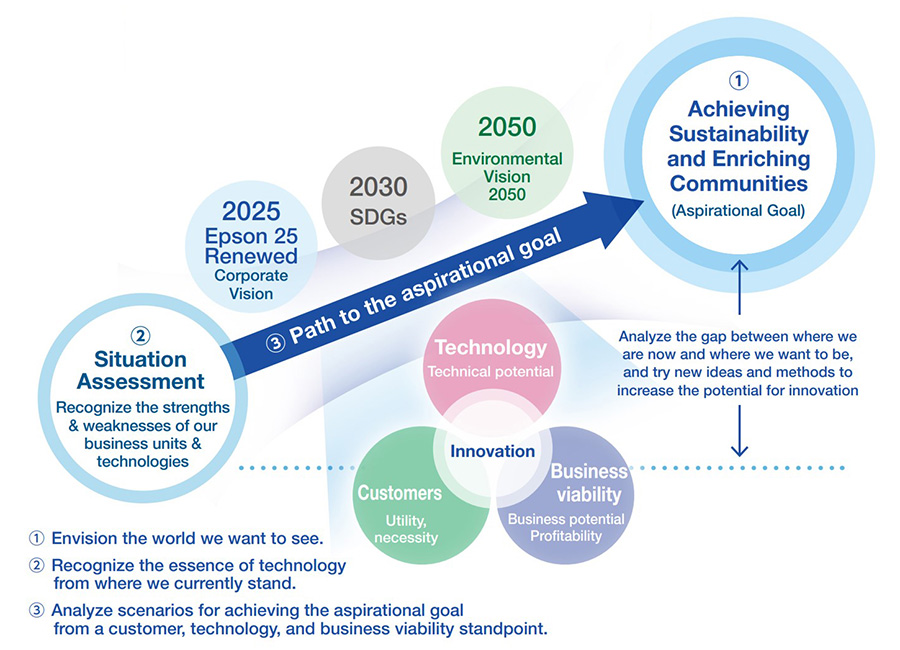 ①
Achieving
Sustainability
and Enriching
Communities
(Aspirational Goal)
2050
Environmental
Vision
2050
2030
SDGs
2025
Epson 25
Renewed
Corporate
Vision
③ Path to the aspirational goal
②
Situation
Assessment
Recognize the strengths
& weaknesses of our
business units &
technologies
Technology
Technical potential
Innovation
Customers
Utility,
necessity
Business
viability
Business potential
Profitability
Analyze the gap between where we
are now and where we want to be,
and try new ideas and methods to
increase the potential for innovation
① Envision the world we want to see.
② Recognize the essence of technology
from where we currently stand.
③ Analyze scenarios for achieving the aspirational goal
from a customer, technology, and business viability standpoint.